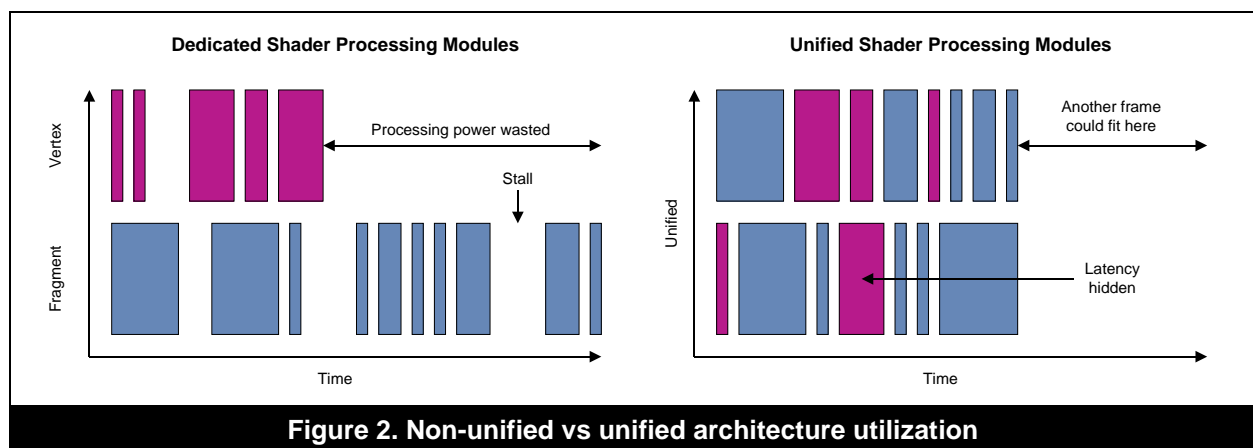 Dedicated Shader Processing Modules
Vertex
Processing power wasted
Stall
Fragment
Time
Unified Shader Processing Modules
Another frame
could fit here
Unified
Latency
hidden
Time
Figure 2. Non-unified vs unified architecture utilization